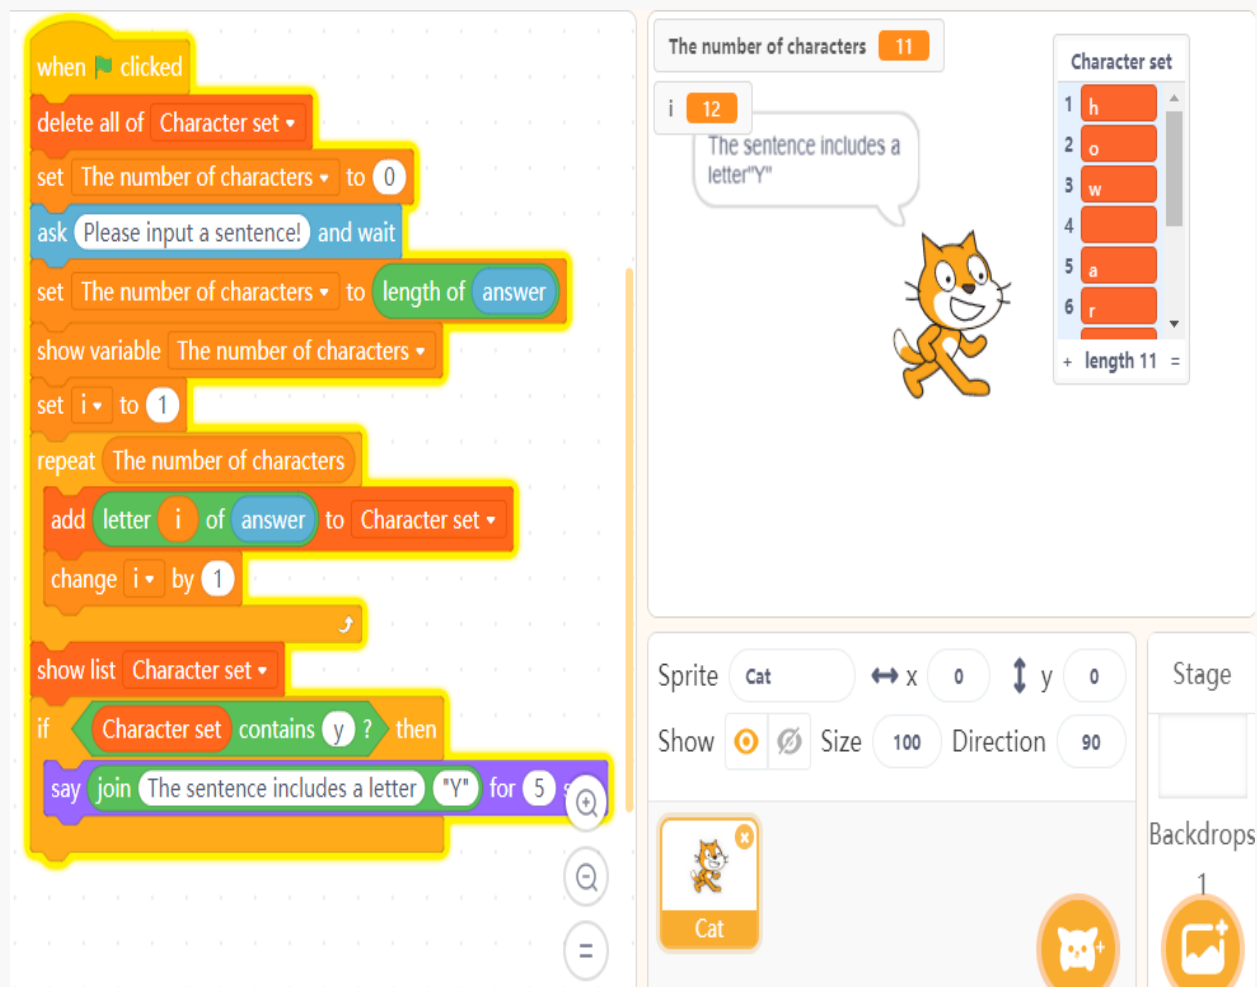 when clicked
delete all of Character set
set The number of characters to 0
ask Please input a sentence! and wait
set The number of characters to length of answer
show variable The number of characters
set i to 1
repeat The number of characters
add letter i of answer to Character set
change i by 1
show list Character set
if Character set contains y ? then
say join The sentence includes a letter "Y" for 5 s
The number of characters 11
i 12
The sentence includes a
letter"Y"
Character set
1 h
2 o
3 w
4
5 a
6 r
+ length 11 =
Sprite Cat x 0 y 0
Show Size 100 Direction 90
Cat
Stage
Backdrops
1